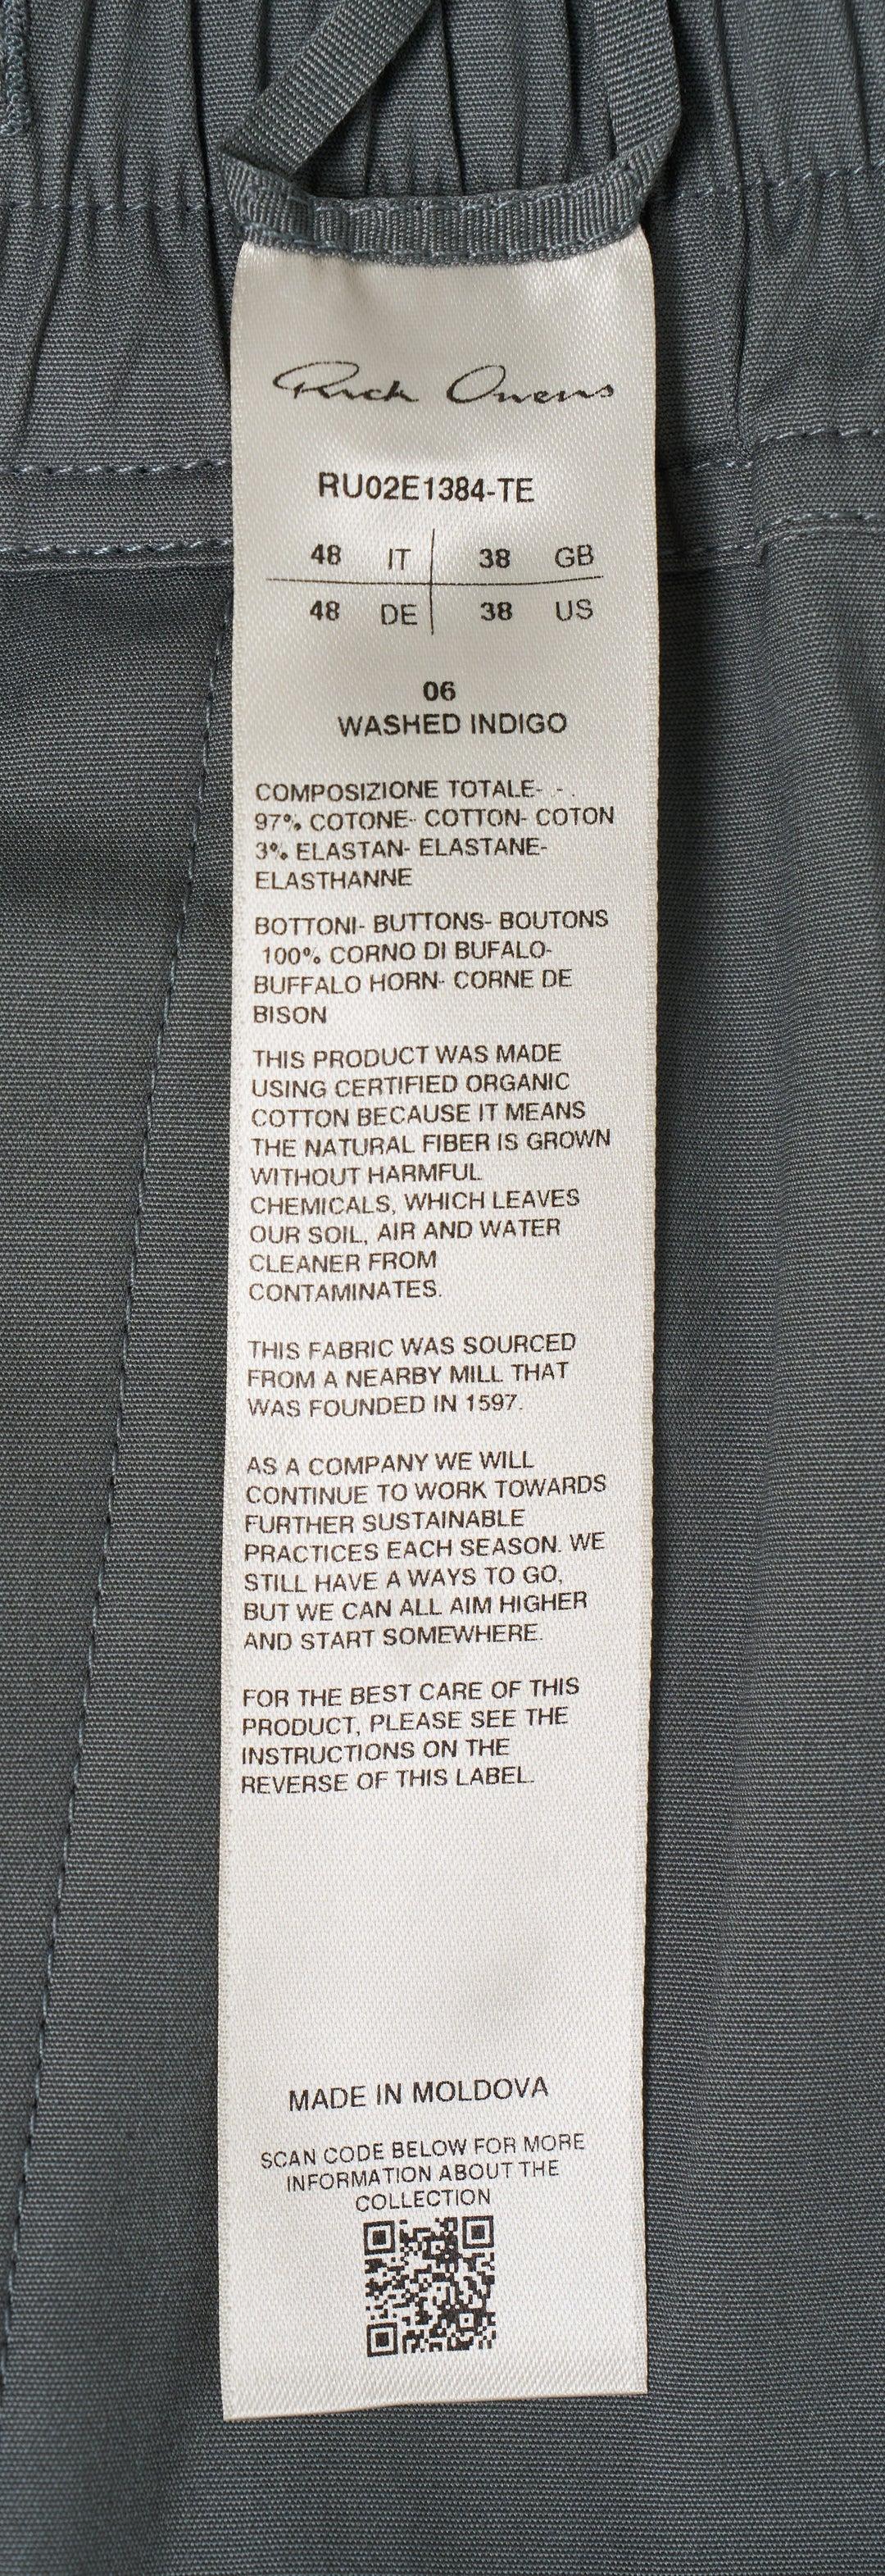 Rick Owens
RU02E1384-TE
48 IT 38 GB
48 DE 38 US
06
WASHED INDIGO
COMPOSIZIONE TOTALE- - .
97% COTONE- COTTON- COTON
3% ELASTAN- ELASTANE-
ELASTHANNE
BOTTONI- BUTTONS- BOUTONS
100% CORNO DI BUFALO-
BUFFALO HORN- CORNE DE
BISON
THIS PRODUCT WAS MADE
USING CERTIFIED ORGANIC
COTTON BECAUSE IT MEANS
THE NATURAL FIBER IS GROWN
WITHOUT HARMFUL
CHEMICALS, WHICH LEAVES
OUR SOIL, AIR AND WATER
CLEANER FROM
CONTAMINATES.
THIS FABRIC WAS SOURCED
FROM A NEARBY MILL THAT
WAS FOUNDED IN 1597.
AS A COMPANY WE WILL
CONTINUE TO WORK TOWARDS
FURTHER SUSTAINABLE
PRACTICES EACH SEASON. WE
STILL HAVE A WAYS TO GO,
BUT WE CAN ALL AIM HIGHER
AND START SOMEWHERE.
FOR THE BEST CARE OF THIS
PRODUCT, PLEASE SEE THE
INSTRUCTIONS ON THE
REVERSE OF THIS LABEL.
MADE IN MOLDOVA
SCAN CODE BELOW FOR MORE
INFORMATION ABOUT THE
COLLECTION